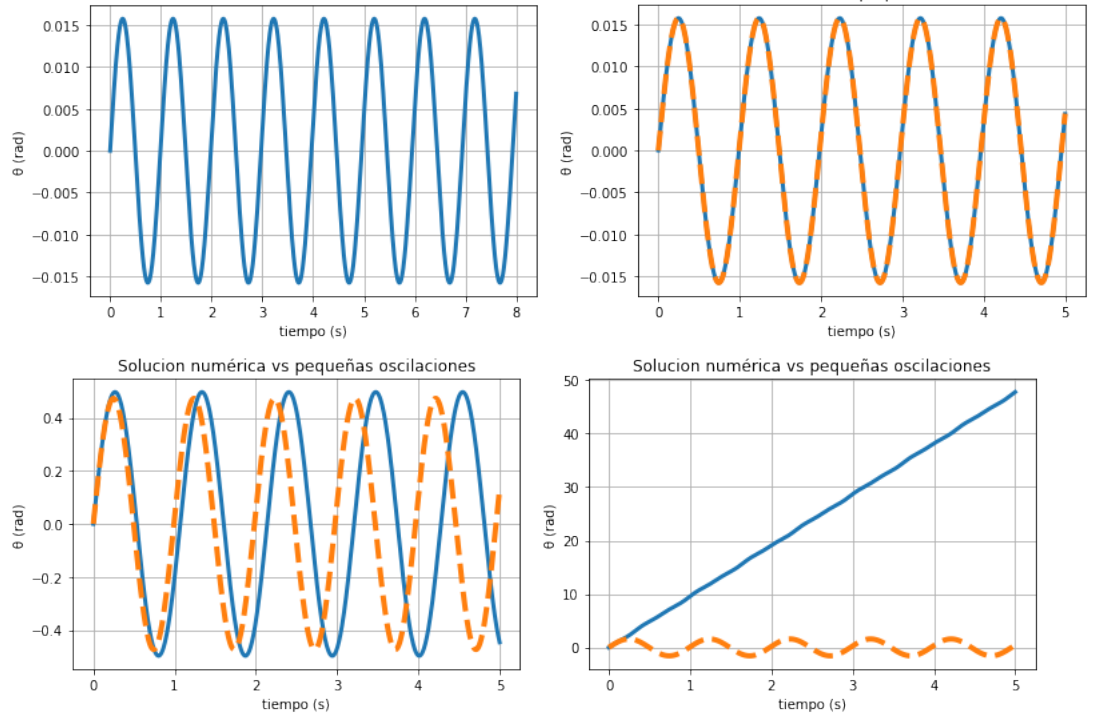 0.015
0.010
0.005
0.000
−0.005
−0.010
−0.015
θ (rad)
0 1 2 3 4 5 6 7 8
tiempo (s)
0.015
0.010
0.005
0.000
−0.005
−0.010
−0.015
θ (rad)
0 1 2 3 4 5
tiempo (s)
Solucion numérica vs pequeñas oscilaciones
0.4
0.2
0.0
−0.2
−0.4
θ (rad)
0 1 2 3 4 5
tiempo (s)
Solucion numérica vs pequeñas oscilaciones
50
40
30
20
10
0
θ (rad)
0 1 2 3 4 5
tiempo (s)